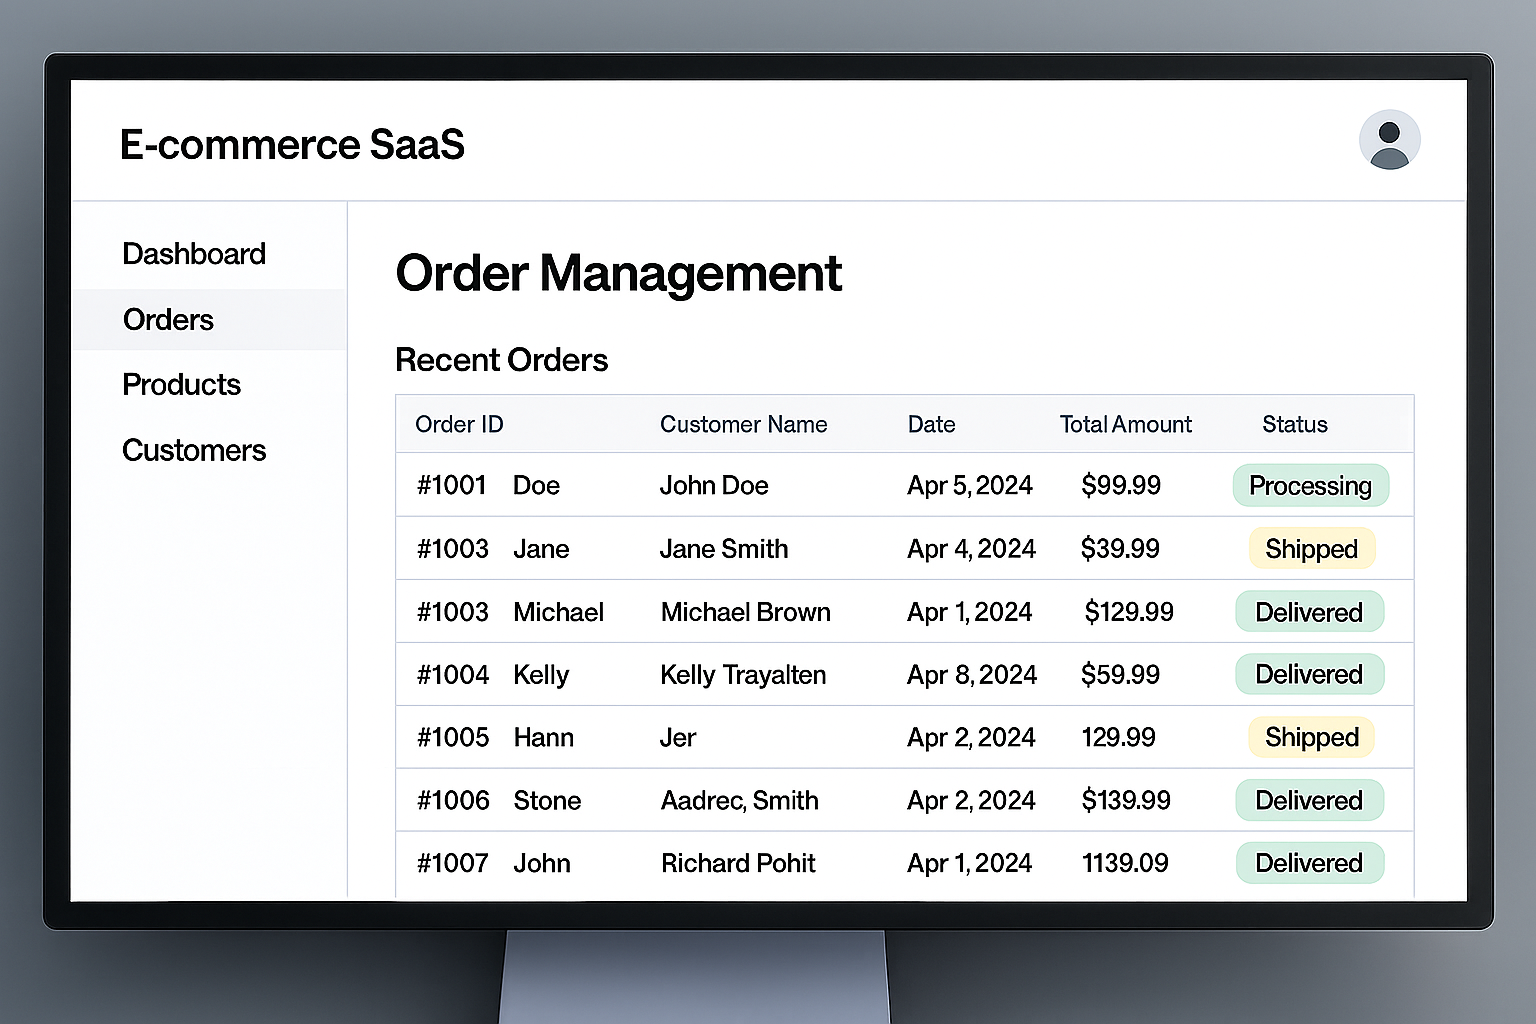 E-commerce SaaS
Dashboard
Orders
Products
Customers
Order Management
Recent Orders
Order ID Customer Name Date Total Amount Status
#1001 Doe John Doe Apr 5, 2024 $99.99 Processing
#1003 Jane Jane Smith Apr 4, 2024 $39.99 Shipped
#1003 Michael Michael Brown Apr 1, 2024 $129.99 Delivered
#1004 Kelly Kelly Trayalten Apr 8, 2024 $59.99 Delivered
#1005 Hann Jer Apr 2, 2024 129.99 Shipped
#1006 Stone Aadrec, Smith Apr 2, 2024 $139.99 Delivered
#1007 John Richard Pohit Apr 1, 2024 1139.09 Delivered